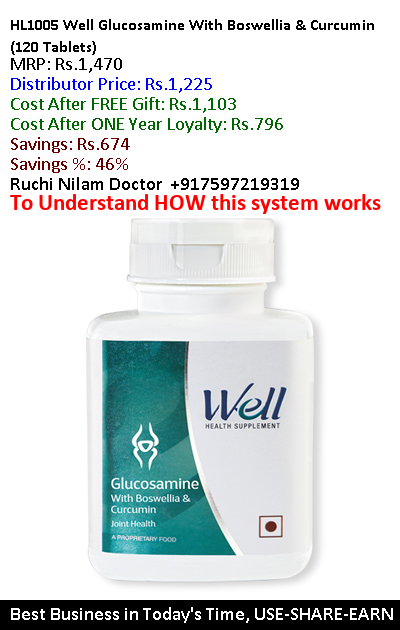 HL1005 Well Glucosamine With Boswellia & Curcumin
(120 Tablets)
MRP: Rs.1,470
Distributor Price: Rs.1,225
Cost After FREE Gift: Rs.1,103
Cost After ONE Year Loyalty: Rs.796
Savings: Rs.674
Savings %: 46%
Ruchi Nilam Doctor +917597219319
To Understand HOW this system works
Well
HEALTH SUPPLEMENT
Glucosamine
With Boswellia &
Curcumin
Joint Health
A PROPRIETARY FOOD
Best Business in Today's Time, USE-SHARE-EARN